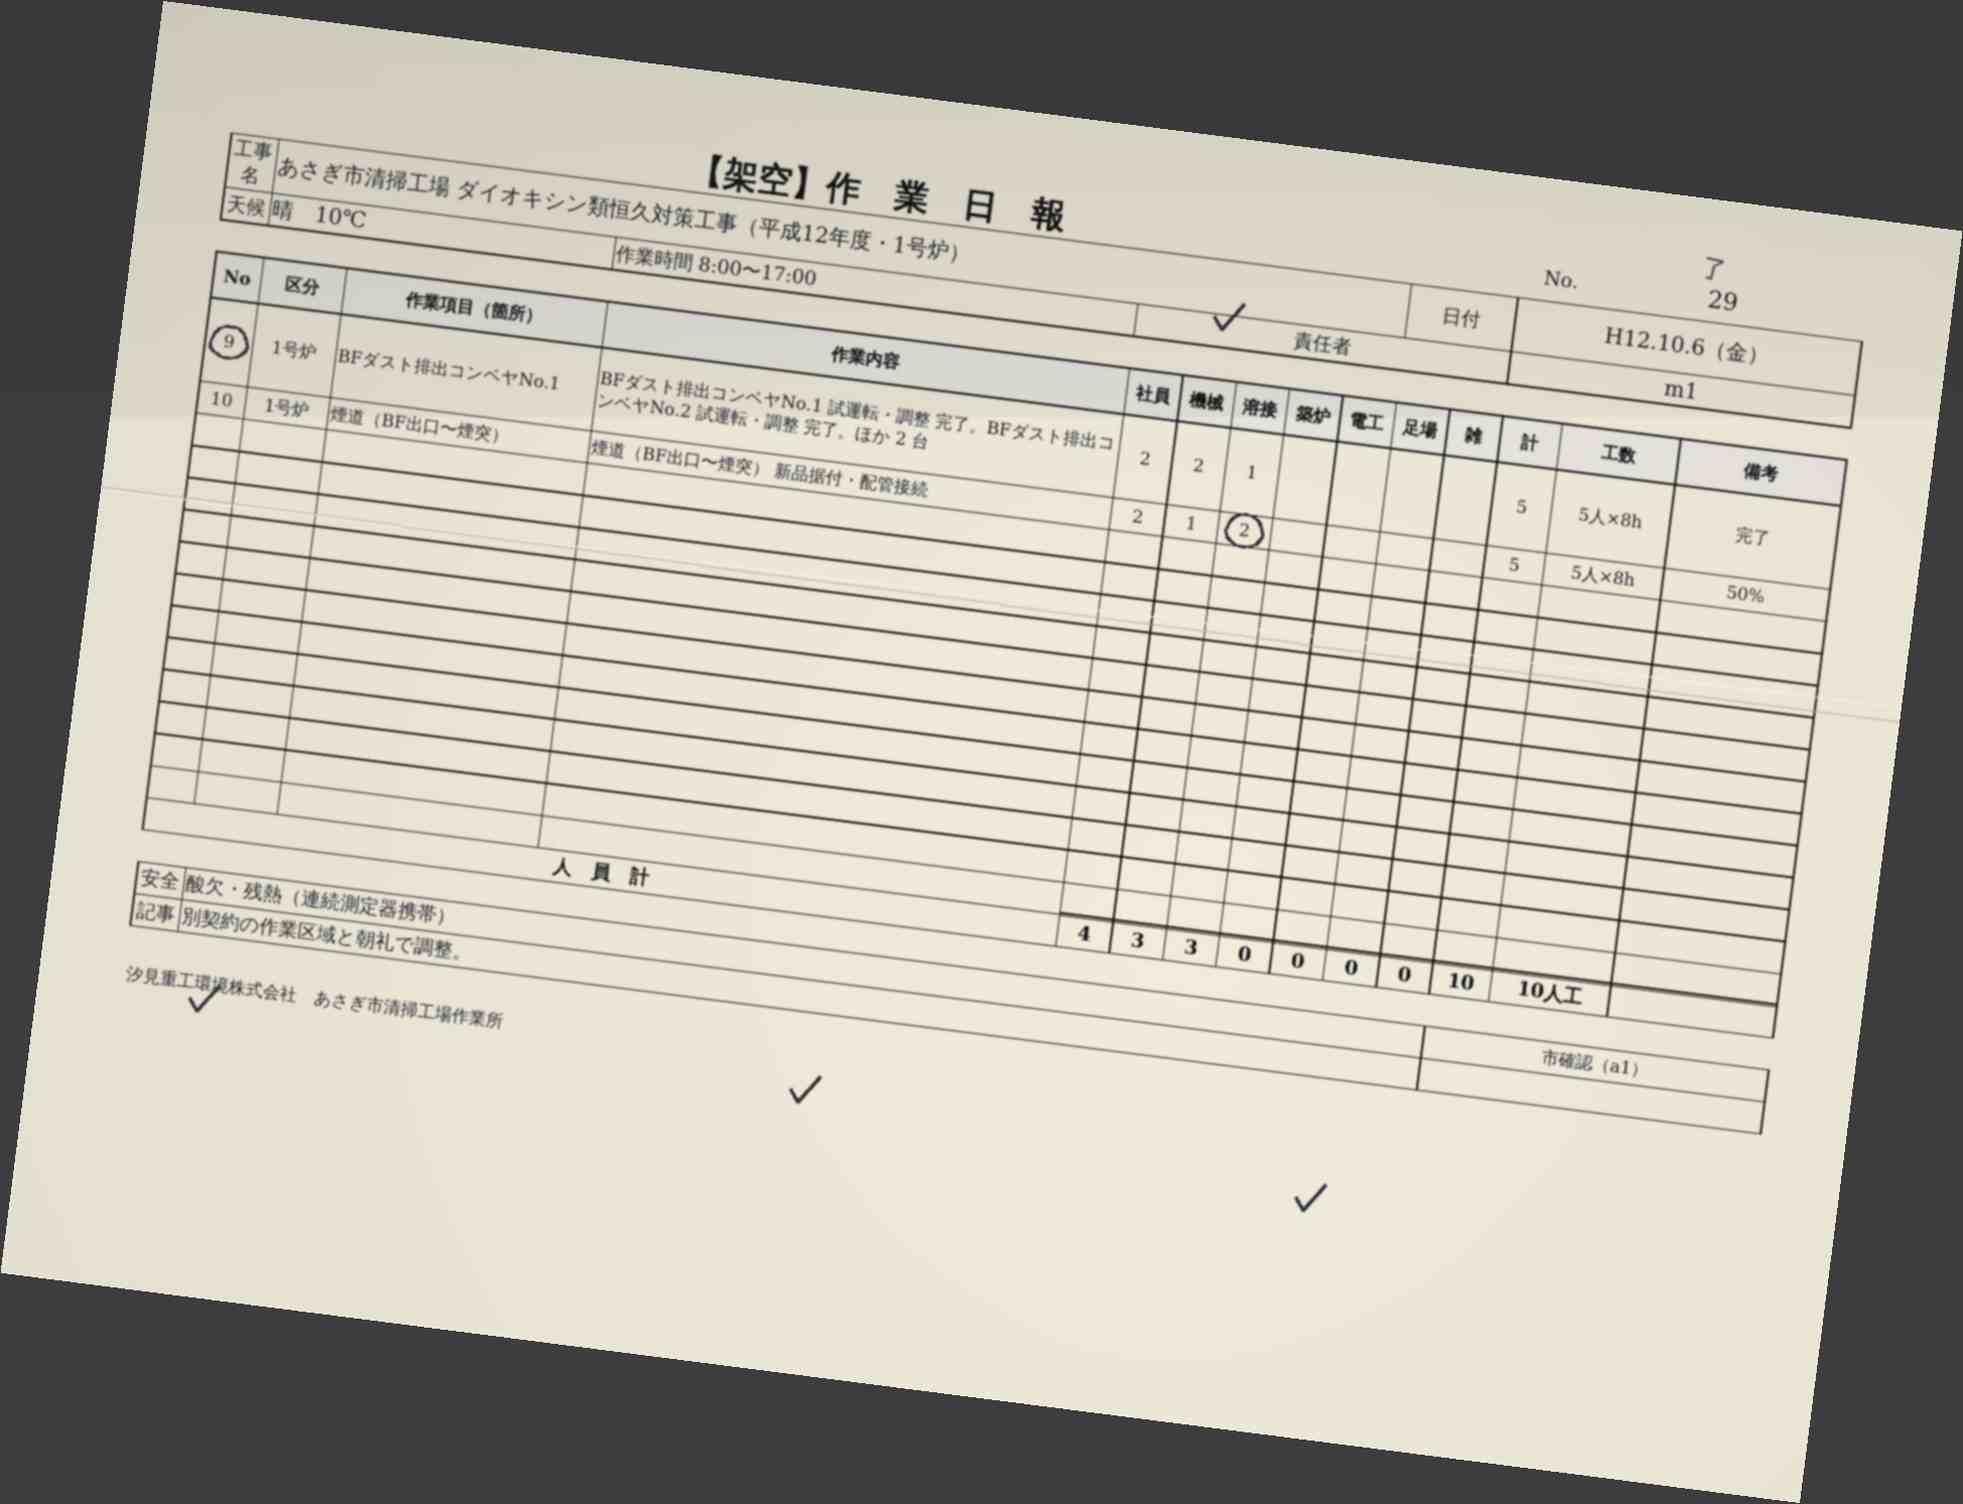 【架空】作　業　日　報
了
No. 29
工事名 あさぎ市清掃工場 ダイオキシン類恒久対策工事（平成12年度・1号炉） 日付 H12.10.6（金）
天候 晴　10℃ 作業時間 8:00〜17:00 責任者 m1
No 区分 作業項目（箇所） 作業内容 社員 機械 溶接 築炉 電工 足場 雑 計 工数 備考
9 1号炉 BFダスト排出コンベヤNo.1 BFダスト排出コンベヤNo.1 試運転・調整 完了。BFダスト排出コ
ンベヤNo.2 試運転・調整 完了。ほか 2 台 2 2 1 5 5人×8h 完了
10 1号炉 煙道（BF出口〜煙突） 煙道（BF出口〜煙突） 新品据付・配管接続 2 1 2 5 5人×8h 50%
人　員　計 4 3 3 0 0 0 0 10 10人工
安全 酸欠・残熱（連続測定器携帯） 市確認（a1）
記事 別契約の作業区域と朝礼で調整。
汐見重工環境株式会社　あさぎ市清掃工場作業所